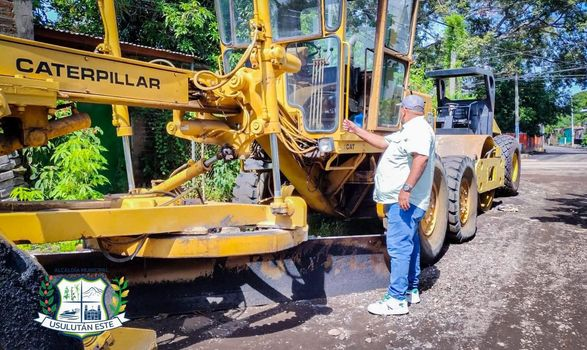 CATERPILLAR
CAT
ALCALDÍA MUNICIPAL
USULUTÁN ESTE